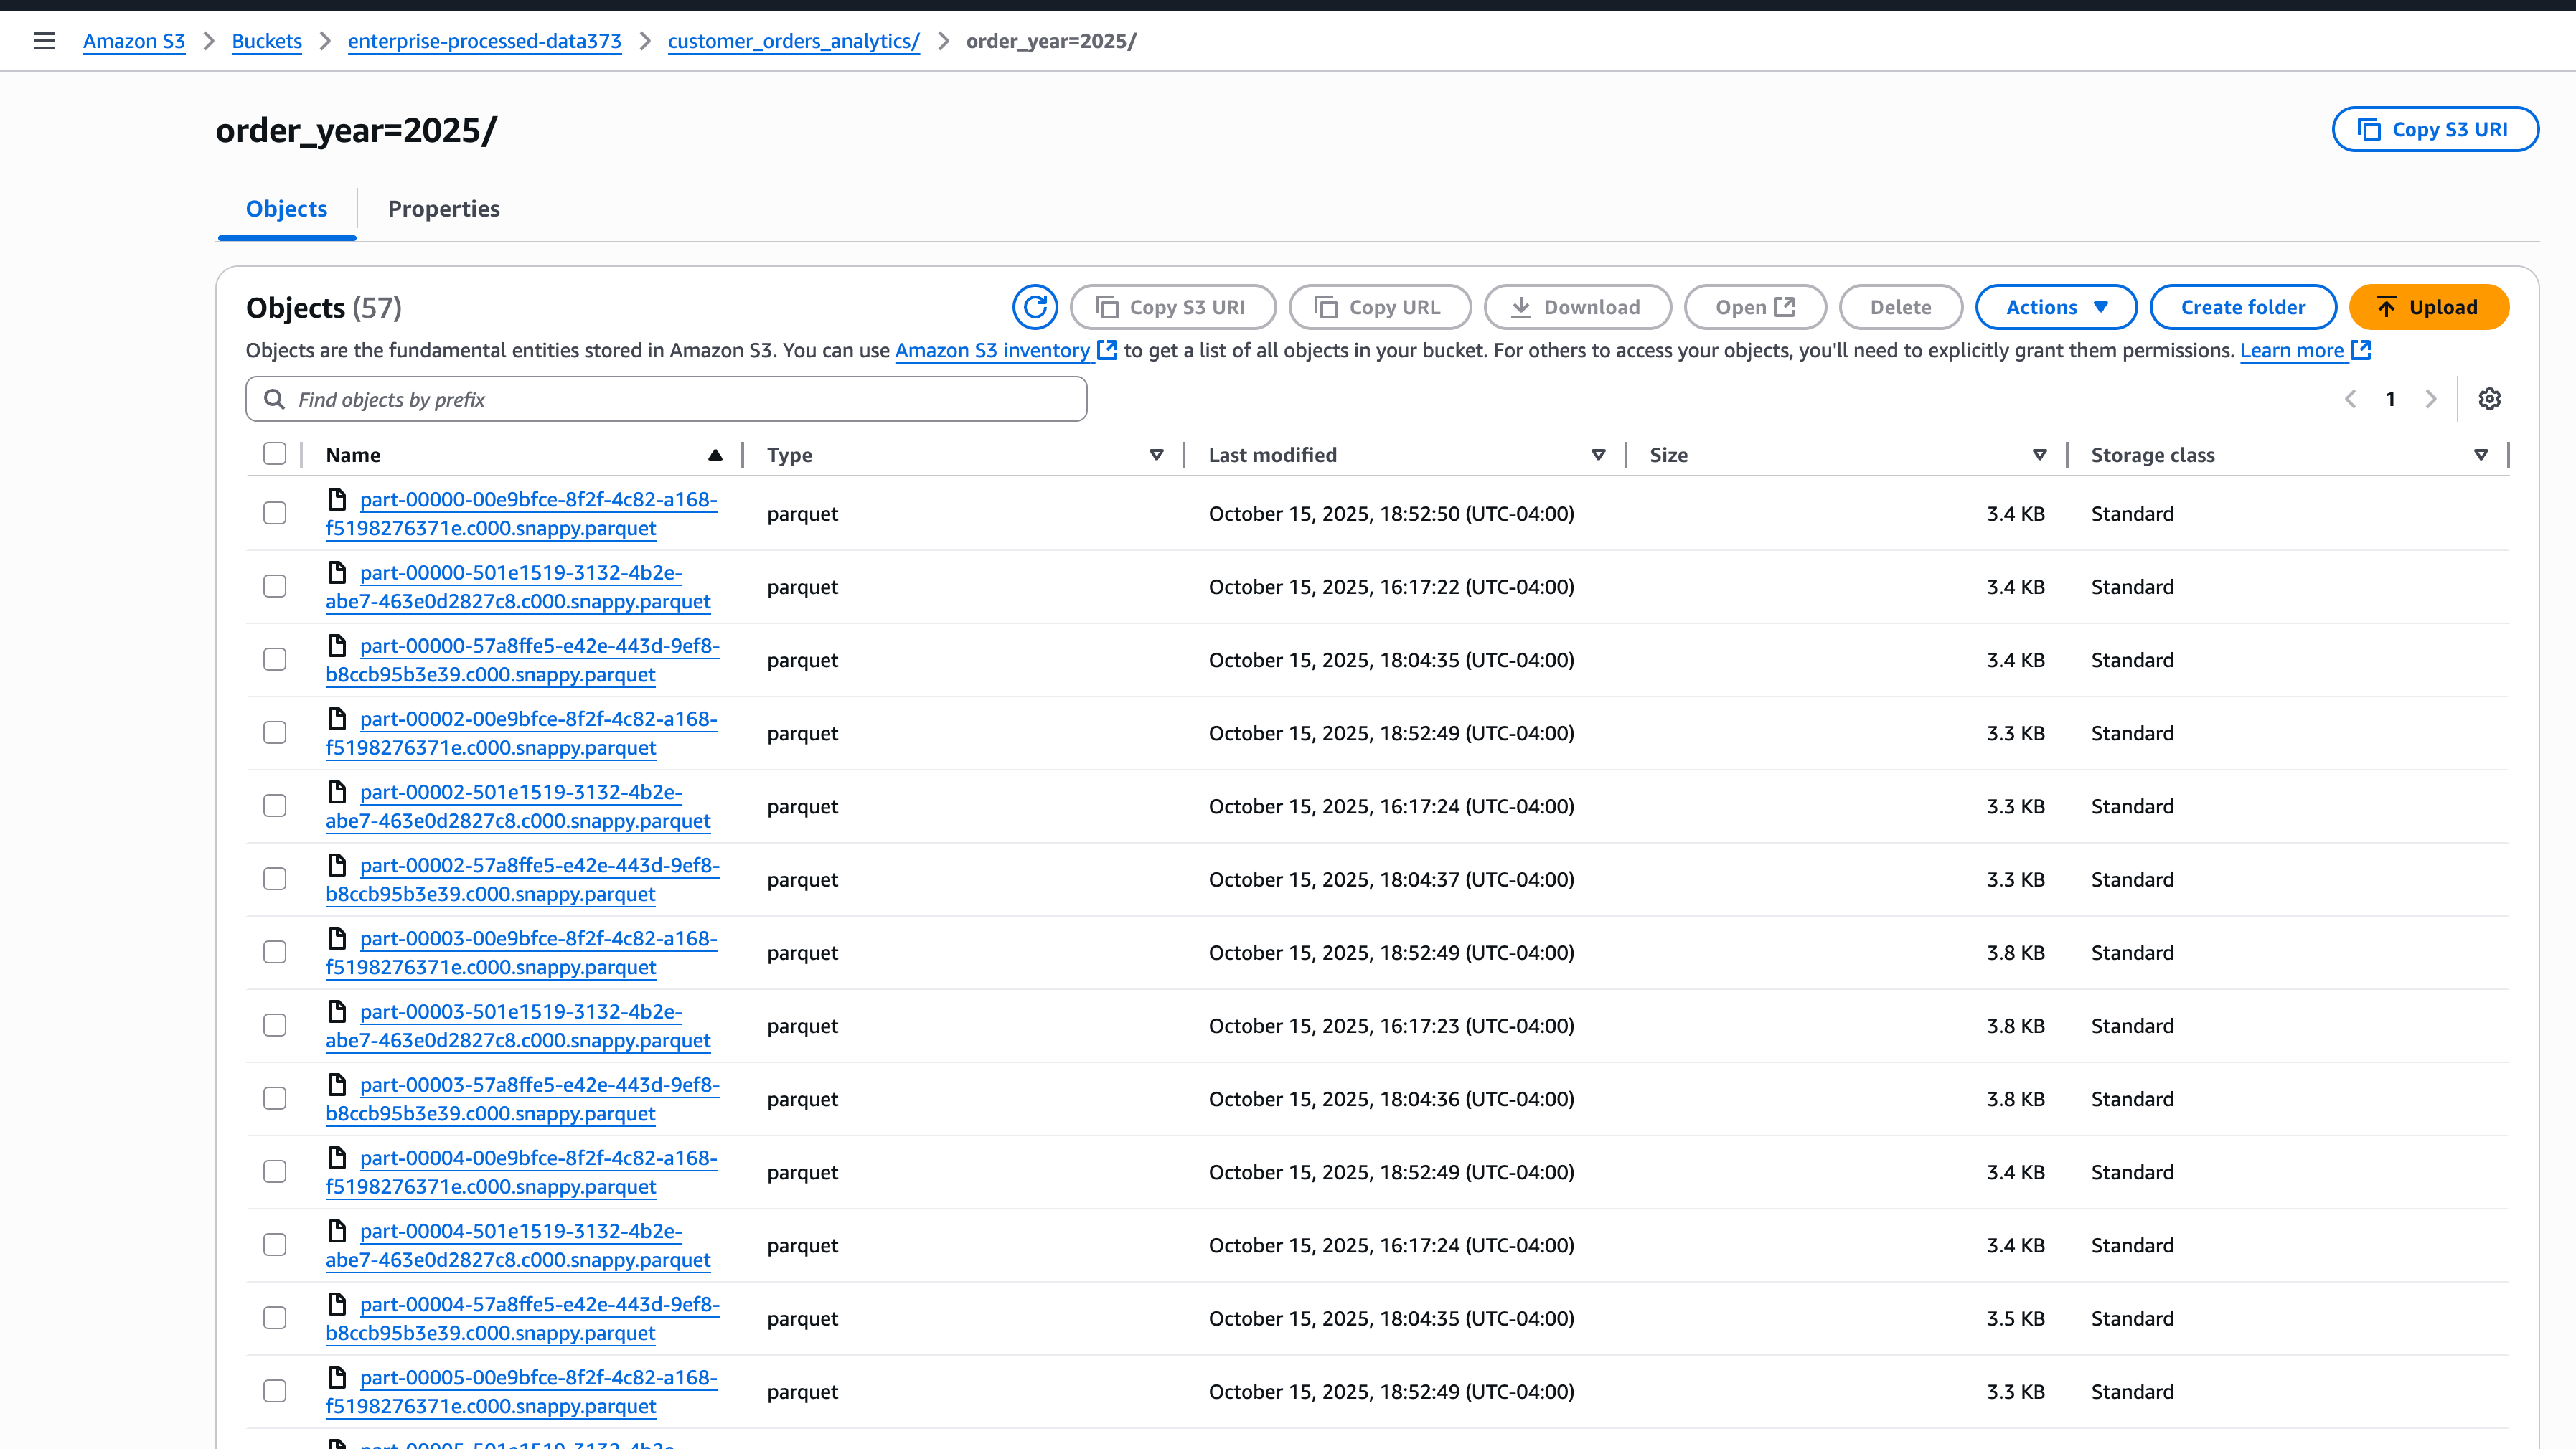 Amazon S3 > Buckets > enterprise-processed-data373 > customer_orders_analytics/ > order_year=2025/
order_year=2025/
Copy S3 URI
Objects
Properties
Objects (57)
Copy S3 URI
Copy URL
Download
Open
Delete
Actions
Create folder
Upload
Objects are the fundamental entities stored in Amazon S3. You can use Amazon S3 inventory to get a list of all objects in your bucket. For others to access your objects, you'll need to explicitly grant them permissions. Learn more
Find objects by prefix
1
Name Type Last modified Size Storage class
part-00000-00e9bfce-8f2f-4c82-a168-
f5198276371e.c000.snappy.parquet
parquet October 15, 2025, 18:52:50 (UTC-04:00) 3.4 KB Standard
part-00000-501e1519-3132-4b2e-
abe7-463e0d2827c8.c000.snappy.parquet
parquet October 15, 2025, 16:17:22 (UTC-04:00) 3.4 KB Standard
part-00000-57a8ffe5-e42e-443d-9ef8-
b8ccb95b3e39.c000.snappy.parquet
parquet October 15, 2025, 18:04:35 (UTC-04:00) 3.4 KB Standard
part-00002-00e9bfce-8f2f-4c82-a168-
f5198276371e.c000.snappy.parquet
parquet October 15, 2025, 18:52:49 (UTC-04:00) 3.3 KB Standard
part-00002-501e1519-3132-4b2e-
abe7-463e0d2827c8.c000.snappy.parquet
parquet October 15, 2025, 16:17:24 (UTC-04:00) 3.3 KB Standard
part-00002-57a8ffe5-e42e-443d-9ef8-
b8ccb95b3e39.c000.snappy.parquet
parquet October 15, 2025, 18:04:37 (UTC-04:00) 3.3 KB Standard
part-00003-00e9bfce-8f2f-4c82-a168-
f5198276371e.c000.snappy.parquet
parquet October 15, 2025, 18:52:49 (UTC-04:00) 3.8 KB Standard
part-00003-501e1519-3132-4b2e-
abe7-463e0d2827c8.c000.snappy.parquet
parquet October 15, 2025, 16:17:23 (UTC-04:00) 3.8 KB Standard
part-00003-57a8ffe5-e42e-443d-9ef8-
b8ccb95b3e39.c000.snappy.parquet
parquet October 15, 2025, 18:04:36 (UTC-04:00) 3.8 KB Standard
part-00004-00e9bfce-8f2f-4c82-a168-
f5198276371e.c000.snappy.parquet
parquet October 15, 2025, 18:52:49 (UTC-04:00) 3.4 KB Standard
part-00004-501e1519-3132-4b2e-
abe7-463e0d2827c8.c000.snappy.parquet
parquet October 15, 2025, 16:17:24 (UTC-04:00) 3.4 KB Standard
part-00004-57a8ffe5-e42e-443d-9ef8-
b8ccb95b3e39.c000.snappy.parquet
parquet October 15, 2025, 18:04:35 (UTC-04:00) 3.5 KB Standard
part-00005-00e9bfce-8f2f-4c82-a168-
f5198276371e.c000.snappy.parquet
parquet October 15, 2025, 18:52:49 (UTC-04:00) 3.3 KB Standard